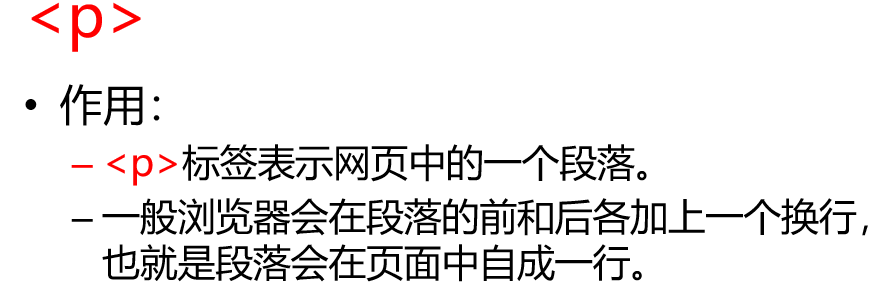 <p>
• 作用：
– <p>标签表示网页中的一个段落。
– 一般浏览器会在段落的前和后各加上一个换行，
也就是段落会在页面中自成一行。